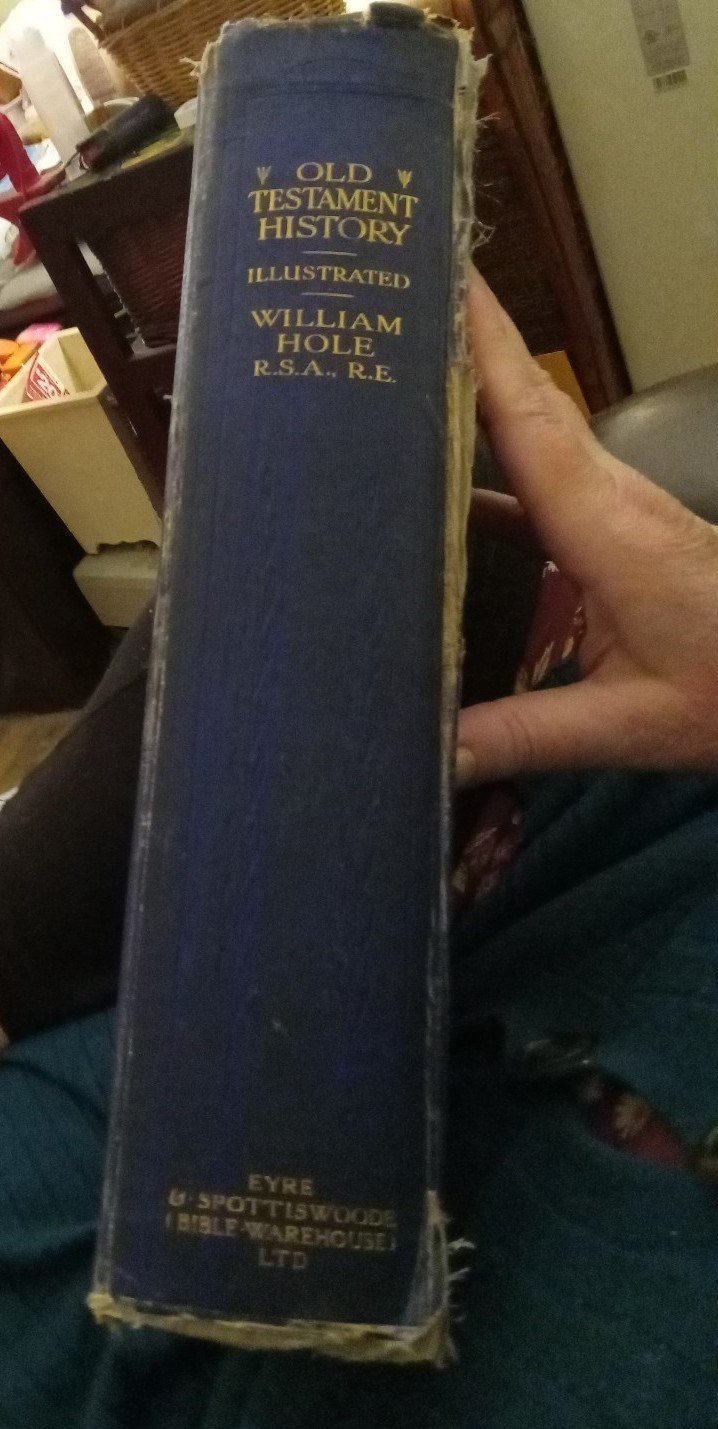 OLD
TESTAMENT
HISTORY
ILLUSTRATED
WILLIAM
HOLE
R.S.A., R.E.
EYRE
& SPOTTISWOODE
(BIBLE-WAREHOUSE)
LTD